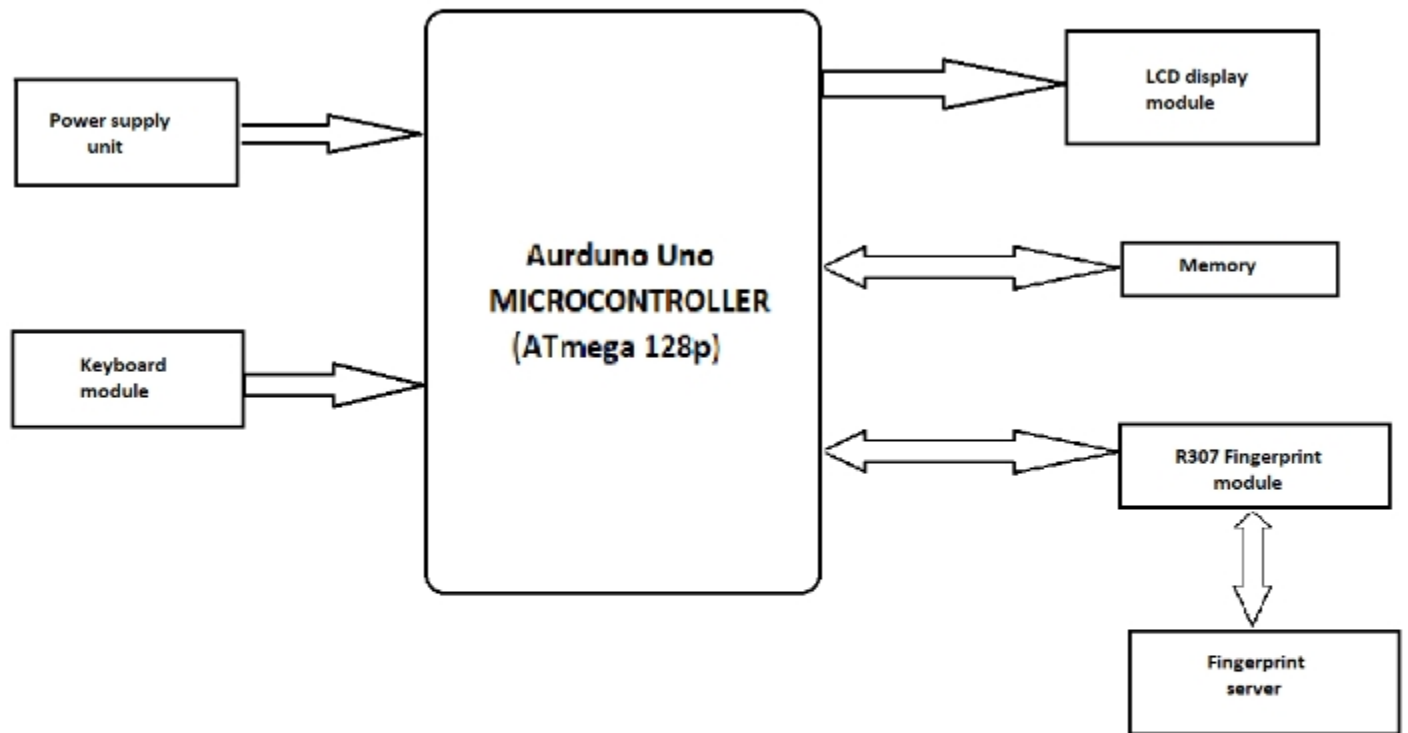 Power supply
unit
Keyboard
module
Aurduno Uno
MICROCONTROLLER
(ATmega 128p)
LCD display
module
Memory
R307 Fingerprint
module
Fingerprint
server